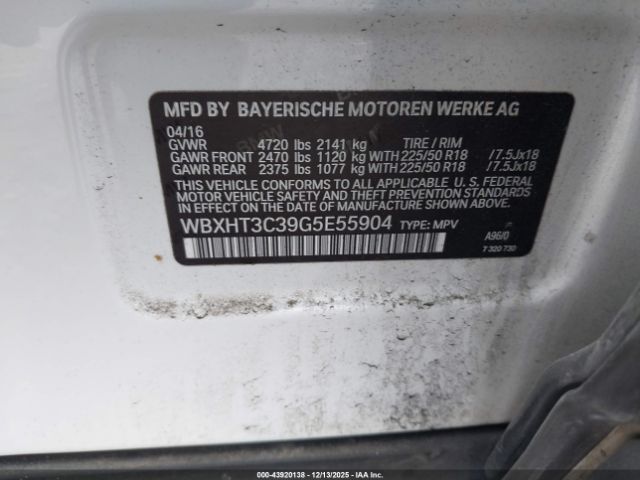 MFD BY BAYERISCHE MOTOREN WERKE AG
04/16
GVWR 4720 lbs 2141 kg TIRE / RIM
GAWR FRONT 2470 lbs 1120 kg WITH 225/50 R18 /7.5Jx18
GAWR REAR 2375 lbs 1077 kg WITH 225/50 R18 /7.5Jx18
THIS VEHICLE CONFORMS TO ALL APPLICABLE U. S. FEDERAL
MOTOR VEHICLE SAFETY, BUMPER, AND THEFT PREVENTION
STANDARDS IN EFFECT ON THE DATE OF MANUFACTURE SHOWN ABOVE.
WBXHT3C39G5E55904 TYPE: MPV A96/0
7 320 730
000-43920138 - 12/13/2025 - IAAI.com